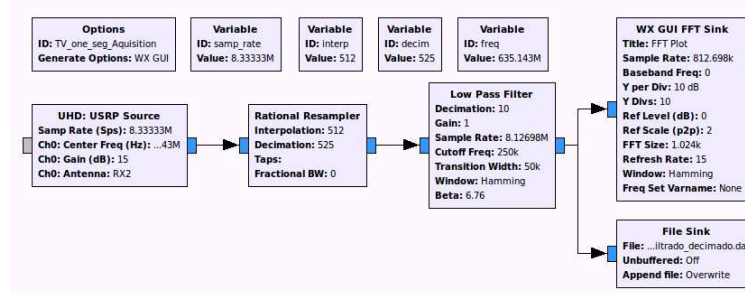 Options
ID: TV_one_seg_Aquisition
Generate Options: WX GUI
Variable
ID: samp_rate
Value: 8.33333M
Variable
ID: interp
Value: 512
Variable
ID: decim
Value: 525
Variable
ID: freq
Value: 635.143M
WX GUI FFT Sink
Title: FFT Plot
Sample Rate: 812.698k
Baseband Freq: 0
Y per Div: 10 dB
Y Divs: 10
Ref Level (dB): 0
Ref Scale (p2p): 2
FFT Size: 1.024k
Refresh Rate: 15
Window: Hamming
Freq Set Varname: None
UHD: USRP Source
Samp Rate (Sps): 8.33333M
Ch0: Center Freq (Hz): ...43M
Ch0: Gain (dB): 15
Ch0: Antenna: RX2
Rational Resampler
Interpolation: 512
Decimation: 525
Taps:
Fractional BW: 0
Low Pass Filter
Decimation: 10
Gain: 1
Sample Rate: 8.12698M
Cutoff Freq: 250k
Transition Width: 50k
Window: Hamming
Beta: 6.76
File Sink
File: ...iltrado_decimado.da
Unbuffered: Off
Append file: Overwrite